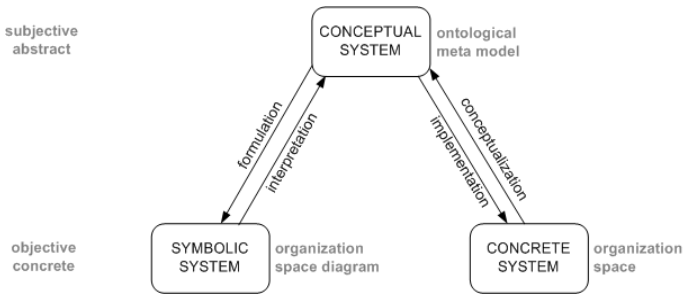 subjective
abstract
CONCEPTUAL
SYSTEM
ontological
meta model
formulation
interpretation
implementation
conceptualization
objective
concrete
SYMBOLIC
SYSTEM
organization
space diagram
CONCRETE
SYSTEM
organization
space